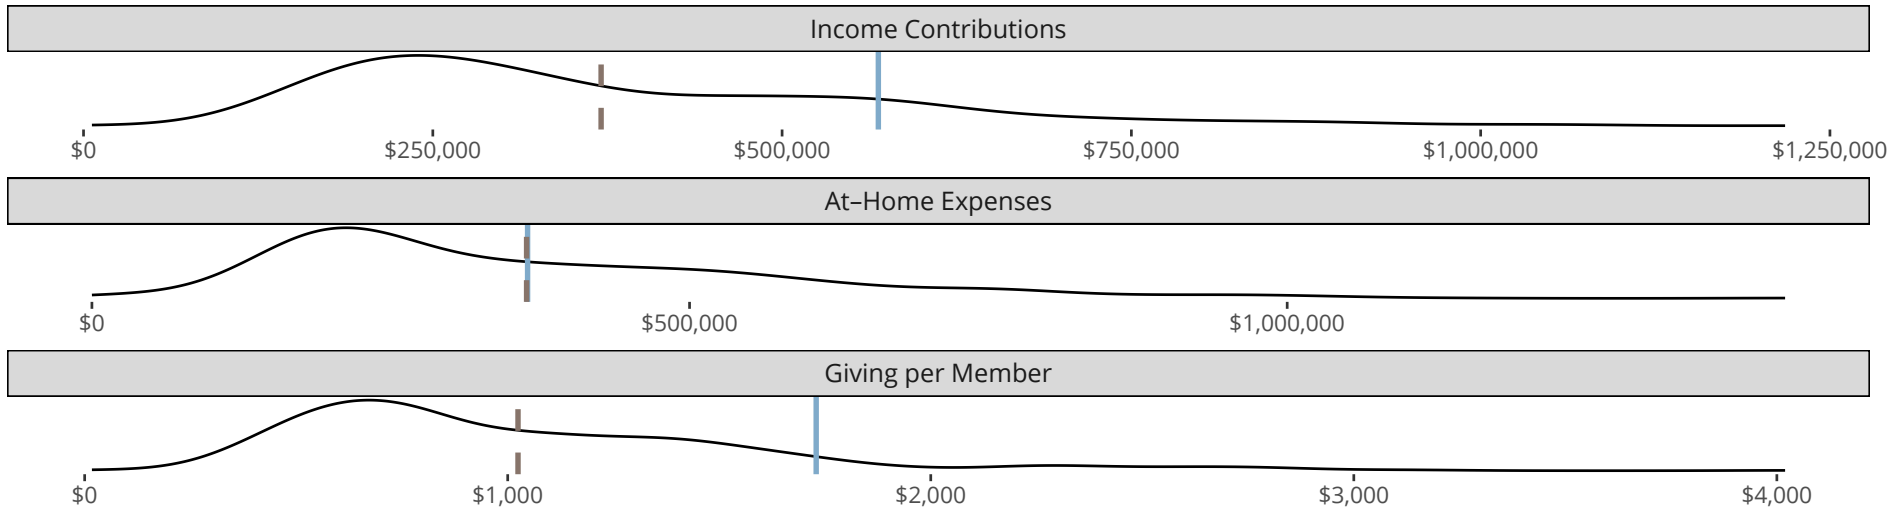 Income Contributions
$0 $250,000 $500,000 $750,000 $1,000,000 $1,250,000
At–Home Expenses
$0 $500,000 $1,000,000
Giving per Member
$0 $1,000 $2,000 $3,000 $4,000